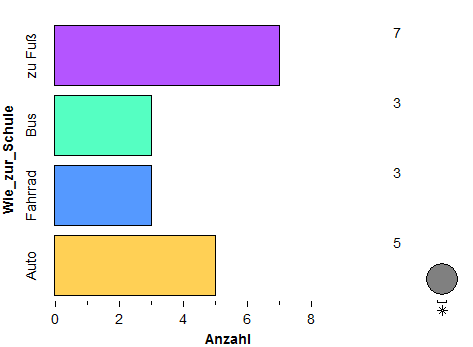 zu Fuß
7
Bus
3
Fahrrad
3
Auto
5
Wie_zur_Schule
0 2 4 6 8
Anzahl
*